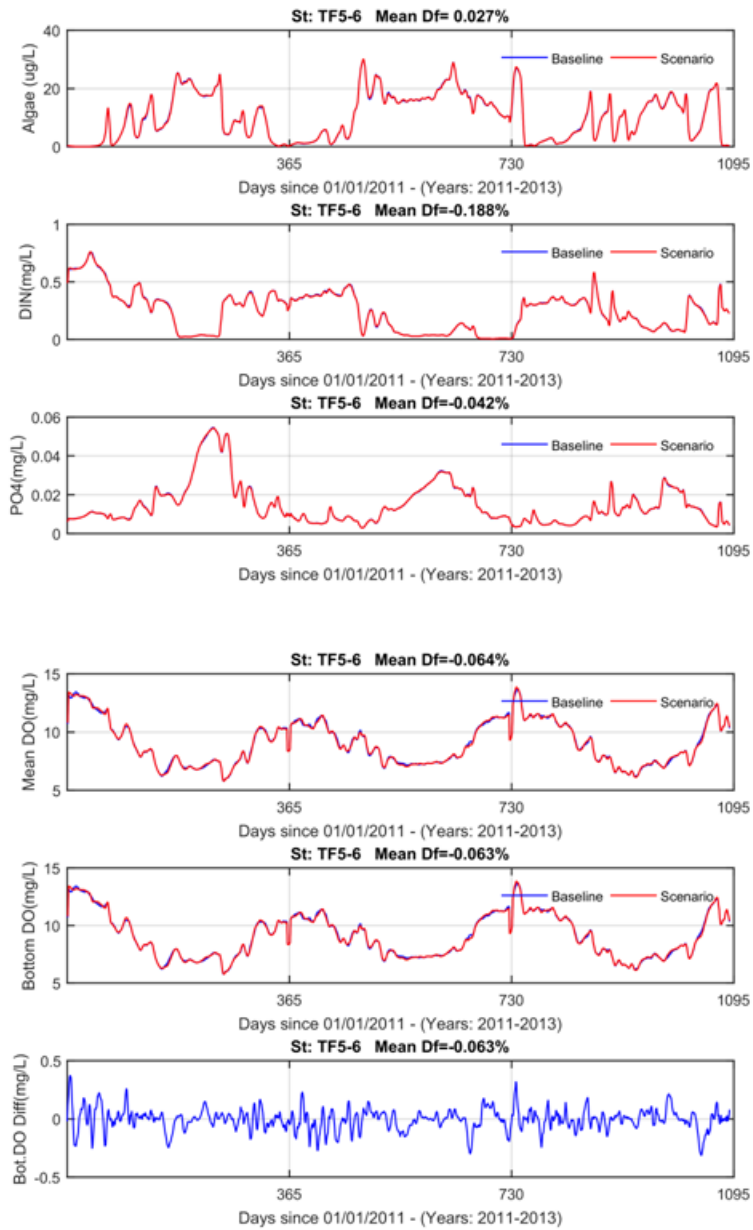 St: TF5-6 Mean Df= 0.027%
40
20
0
Algae (ug/L)
Baseline Scenario
365 730 1095
Days since 01/01/2011 - (Years: 2011-2013)
St: TF5-6 Mean Df=-0.188%
1
0.5
0
DIN(mg/L)
Baseline Scenario
365 730 1095
Days since 01/01/2011 - (Years: 2011-2013)
St: TF5-6 Mean Df=-0.042%
0.06
0.04
0.02
0
PO4(mg/L)
Baseline Scenario
365 730 1095
Days since 01/01/2011 - (Years: 2011-2013)
St: TF5-6 Mean Df=-0.064%
15
10
5
Mean DO(mg/L)
Baseline Scenario
365 730 1095
Days since 01/01/2011 - (Years: 2011-2013)
St: TF5-6 Mean Df=-0.063%
15
10
5
Bottom DO(mg/L)
Baseline Scenario
365 730 1095
Days since 01/01/2011 - (Years: 2011-2013)
St: TF5-6 Mean Df=-0.063%
0.5
0
-0.5
Bot.DO Diff(mg/L)
365 730 1095
Days since 01/01/2011 - (Years: 2011-2013)